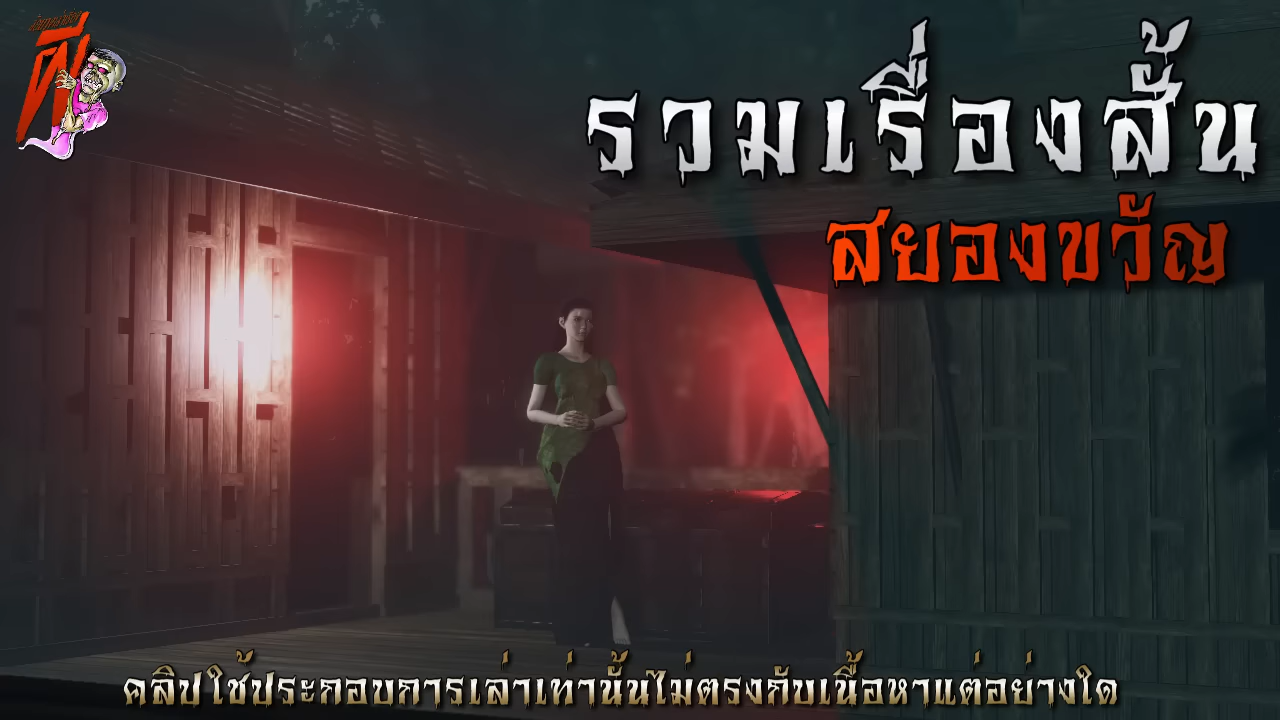 ผี
รวมเรื่องสั้น
สยองขวัญ
คลิปใช้ประกอบการเล่าเท่านั้นไม่ตรงกับเนื้อหาแต่อย่างใด